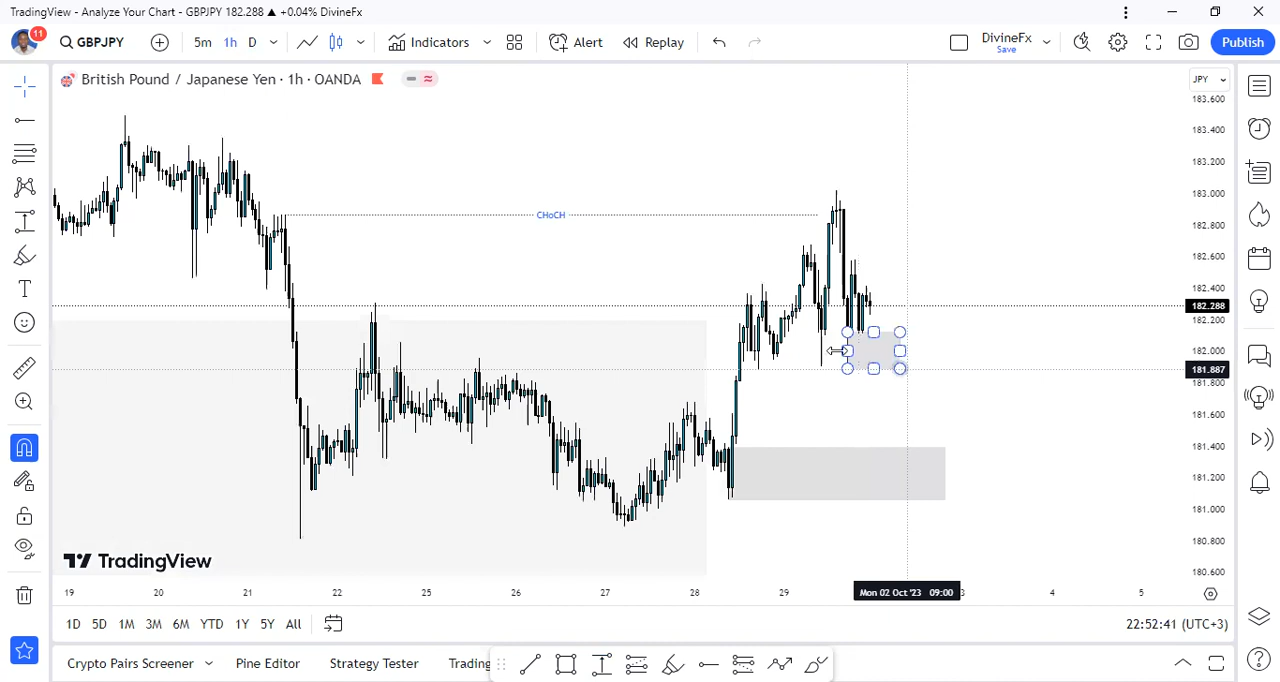 TradingView - Analyze Your Chart - GBPJPY 182.288 ▲ +0.04% DivineFx
11
GBPJPY
5m 1h D
Indicators
Alert
Replay
DivineFx
Save
Publish
British Pound / Japanese Yen · 1h · OANDA
JPY
183.600
183.400
183.200
183.000
182.800
182.600
182.400
182.288
182.200
182.000
181.887
181.800
181.600
181.400
181.200
181.000
180.800
180.600
CHoCH
TradingView
19 20 21 22 25 26 27 28 29 Mon 02 Oct '23 09:00 3 4 5
1D 5D 1M 3M 6M YTD 1Y 5Y All
22:52:41 (UTC+3)
Crypto Pairs Screener
Pine Editor
Strategy Tester
Trading